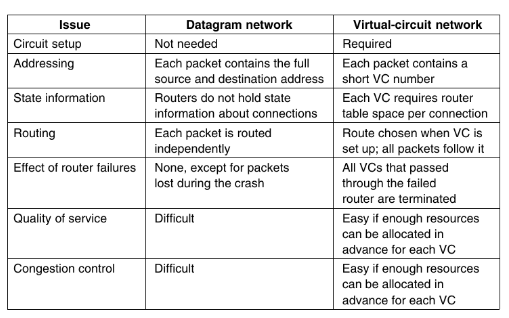 Issue Datagram network Virtual-circuit network
Circuit setup Not needed Required
Addressing Each packet contains the full Each packet contains a
source and destination address short VC number
State information Routers do not hold state Each VC requires router
information about connections table space per connection
Routing Each packet is routed Route chosen when VC is
independently set up; all packets follow it
Effect of router failures None, except for packets All VCs that passed
lost during the crash through the failed
router are terminated
Quality of service Difficult Easy if enough resources
can be allocated in
advance for each VC
Congestion control Difficult Easy if enough resources
can be allocated in
advance for each VC